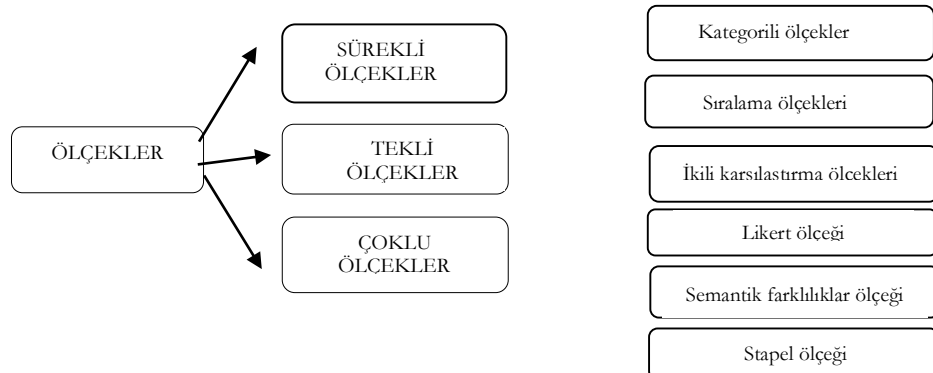 ÖLÇEKLER
SÜREKLİ
ÖLÇEKLER
TEKLİ
ÖLÇEKLER
ÇOKLU
ÖLÇEKLER
Kategorili ölçekler
Sıralama ölçekleri
İkili karsılastırma ölcekleri
Likert ölçeği
Semantik farklılıklar ölçeği
Stapel ölçeği